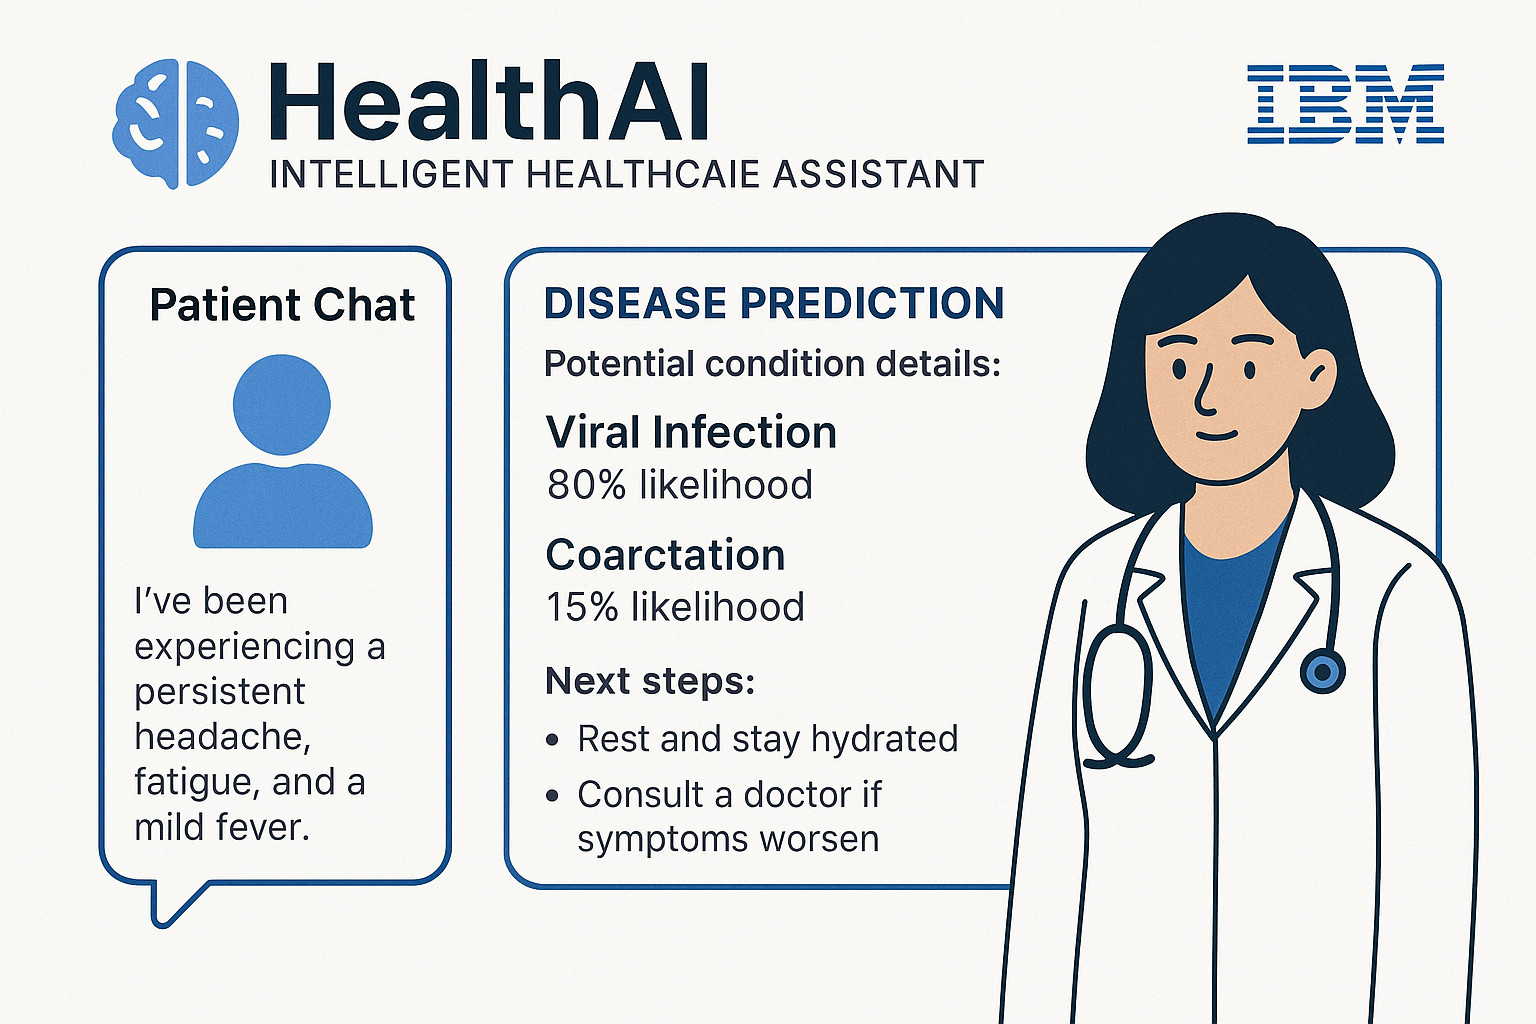 HealthAI
INTELLIGENT HEALTHCAIE ASSISTANT
IBM
Patient Chat
I’ve been
experiencing a
persistent
headache,
fatigue, and a
mild fever.
DISEASE PREDICTION
Potential condition details:
Viral Infection
80% likelihood
Coarctation
15% likelihood
Next steps:
• Rest and stay hydrated
• Consult a doctor if
symptoms worsen